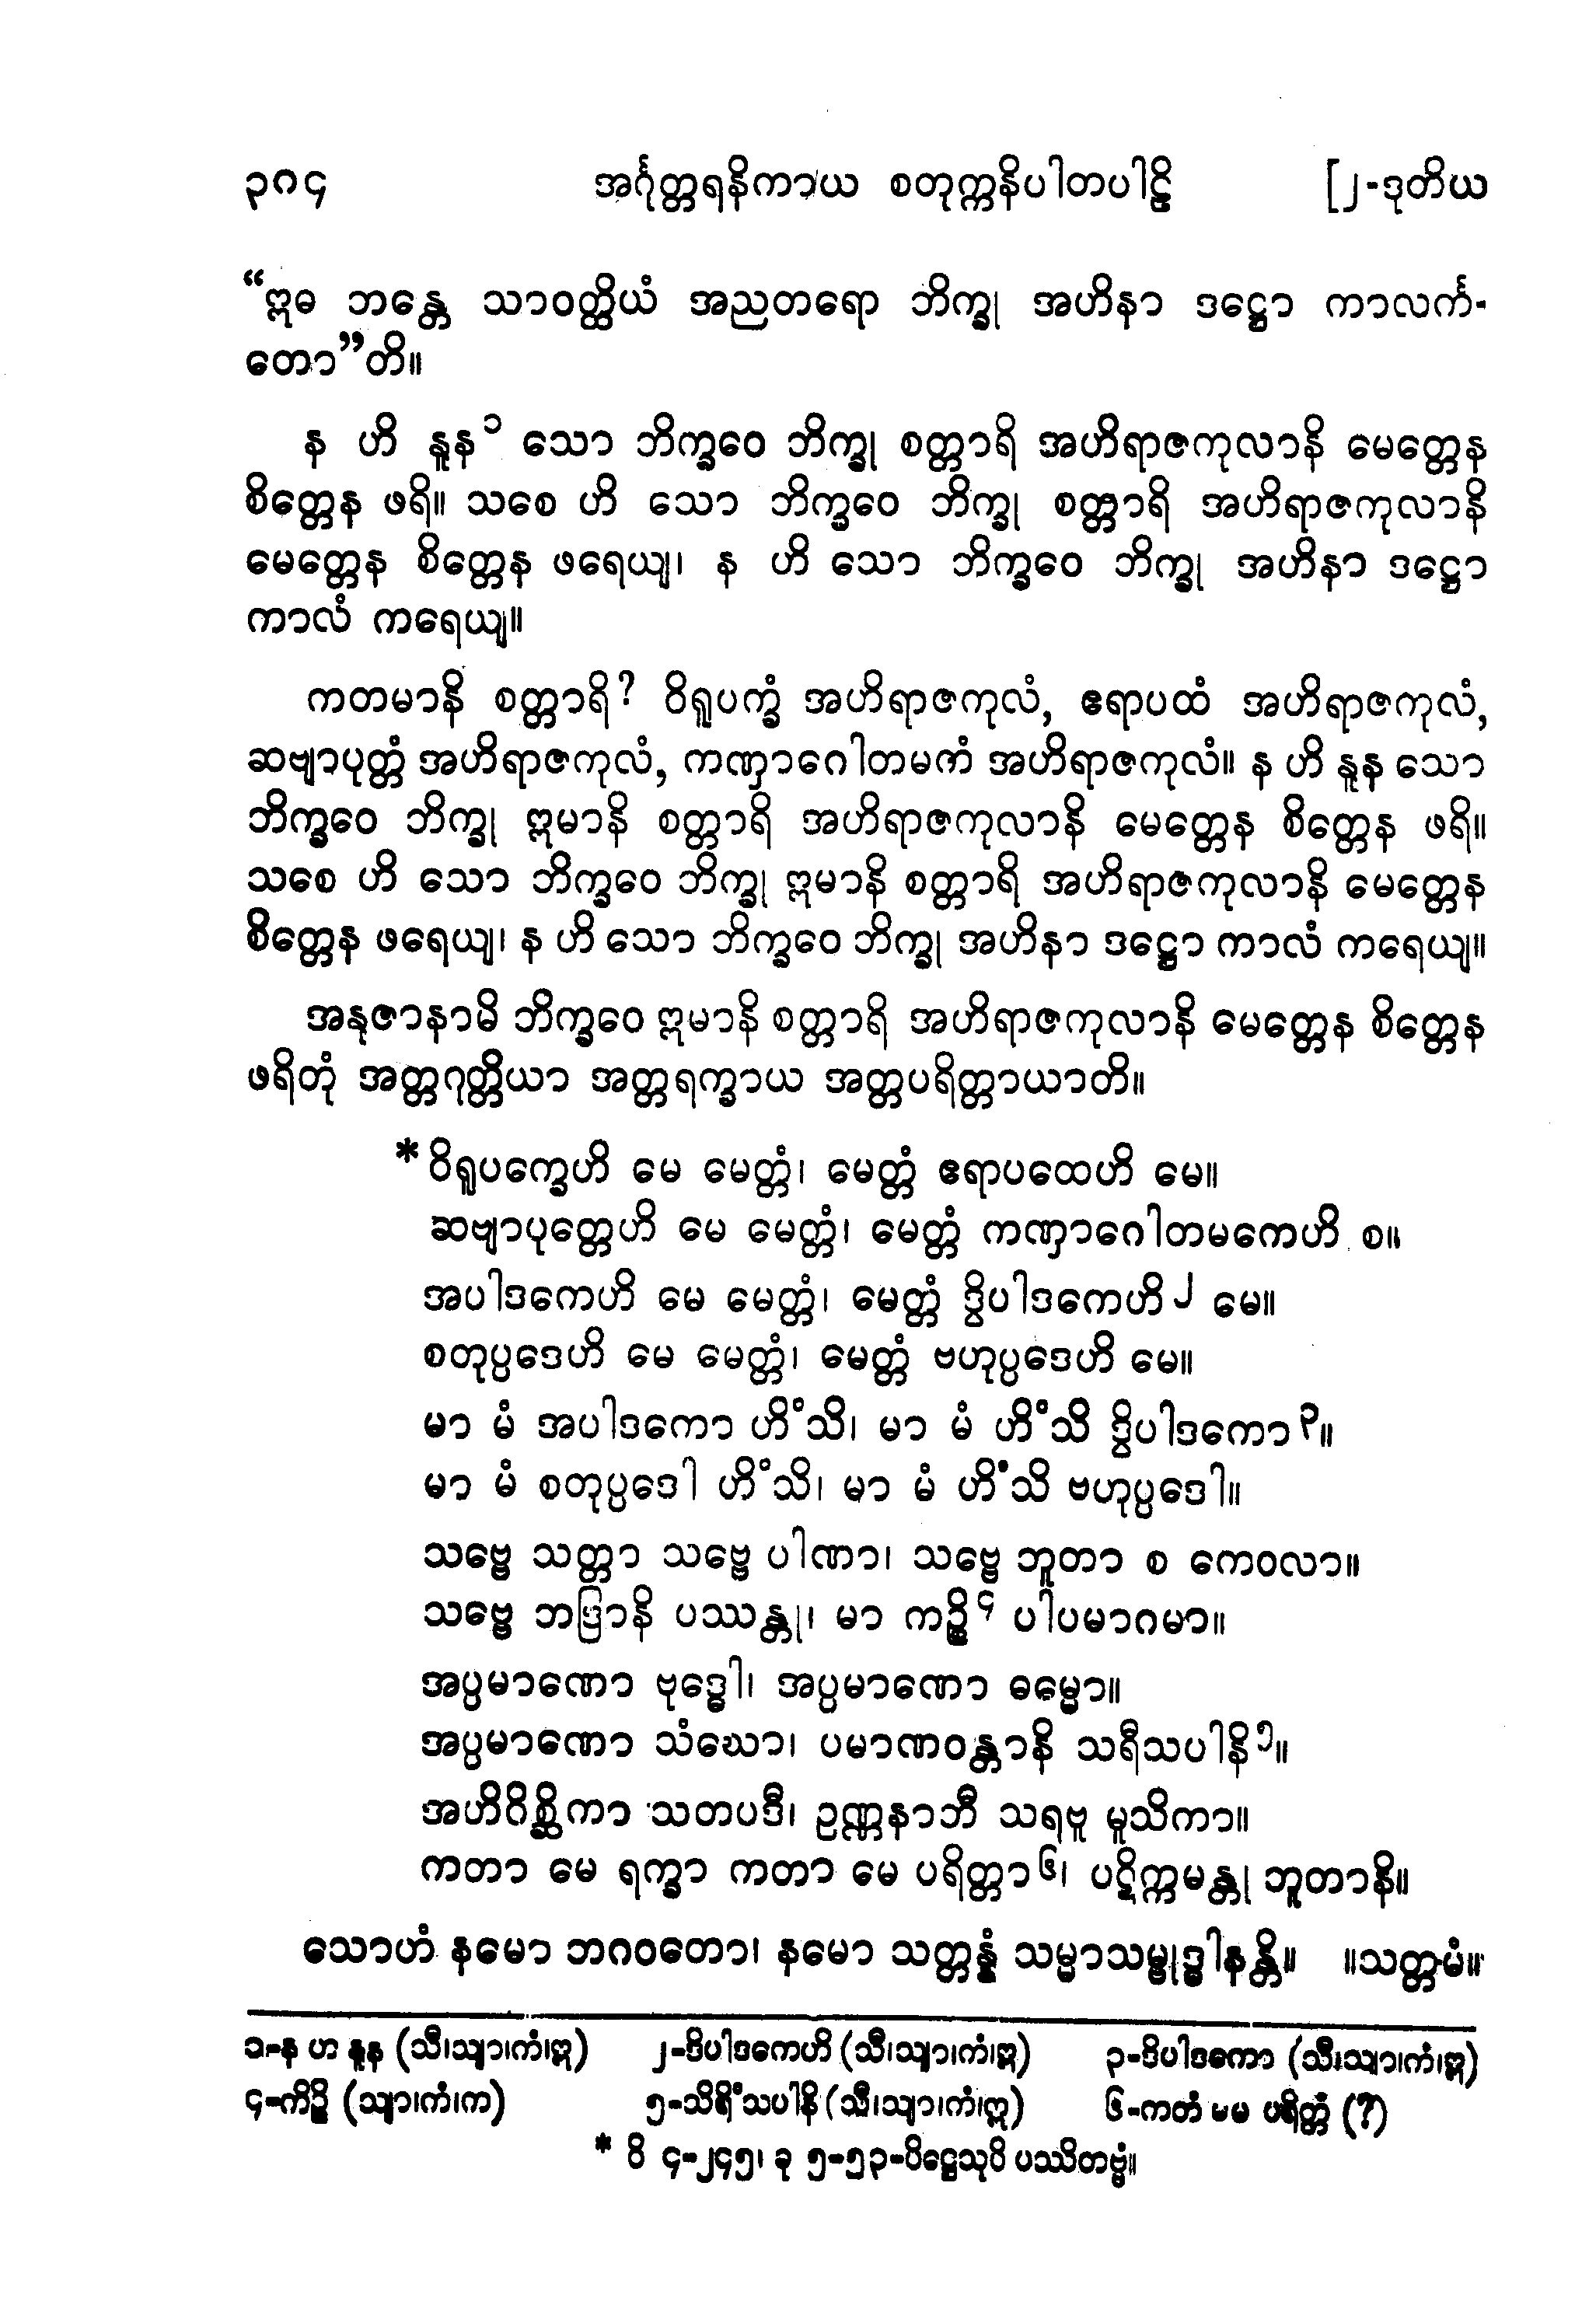 ၃၈၄ အင်္ဂုတ္တရနိကာယ စတုက္ကနိပါတပါဠိ [၂-ဒုတိယ
“ဣဓ ဘန္တေ သာဝတ္ထိယံ အညတရော ဘိက္ခု အဟိနာ ဒဋ္ဌော ကာလင်္က-
တော”တိ။
န ဟိ နူန၁ သော ဘိက္ခဝေ ဘိက္ခု စတ္တာရိ အဟိရာဇကုလာနိ မေတ္တေန
စိတ္တေန ဖရိ။ သစေ ဟိ သော ဘိက္ခဝေ ဘိက္ခု စတ္တာရိ အဟိရာဇကုလာနိ
မေတ္တေန စိတ္တေန ဖရေယျ၊ န ဟိ သော ဘိက္ခဝေ ဘိက္ခု အဟိနာ ဒဋ္ဌော
ကာလံ ကရေယျ။
ကတမာနိ စတ္တာရိ? ဝိရူပက္ခံ အဟိရာဇကုလံ, ဧရာပထံ အဟိရာဇကုလံ,
ဆဗျာပုတ္တံ အဟိရာဇကုလံ, ကဏှာဂေါတမကံ အဟိရာဇကုလံ။ န ဟိ နူန သော
ဘိက္ခဝေ ဘိက္ခု ဣမာနိ စတ္တာရိ အဟိရာဇကုလာနိ မေတ္တေန စိတ္တေန ဖရိ။
သစေ ဟိ သော ဘိက္ခဝေ ဘိက္ခု ဣမာနိ စတ္တာရိ အဟိရာဇကုလာနိ မေတ္တေန
စိတ္တေန ဖရေယျ၊ န ဟိ သော ဘိက္ခဝေ ဘိက္ခု အဟိနာ ဒဋ္ဌော ကာလံ ကရေယျ။
အနုဇာနာမိ ဘိက္ခဝေ ဣမာနိ စတ္တာရိ အဟိရာဇကုလာနိ မေတ္တေန စိတ္တေန
ဖရိတုံ အတ္တဂုတ္တိယာ အတ္တရက္ခာယ အတ္တပရိတ္တာယာတိ။
* ဝိရူပက္ခေဟိ မေ မေတ္တံ၊ မေတ္တံ ဧရာပထေဟိ မေ။
ဆဗျာပုတ္တေဟိ မေ မေတ္တံ၊ မေတ္တံ ကဏှာဂေါတမကေဟိ စ။
အပါဒကေဟိ မေ မေတ္တံ၊ မေတ္တံ ဒွိပါဒကေဟိ၂ မေ။
စတုပ္ပဒေဟိ မေ မေတ္တံ၊ မေတ္တံ ဗဟုပ္ပဒေဟိ မေ။
မာ မံ အပါဒကော ဟိံသိ၊ မာ မံ ဟိံသိ ဒွိပါဒကော၃။
မာ မံ စတုပ္ပဒေါ ဟိံသိ၊ မာ မံ ဟိံသိ ဗဟုပ္ပဒေါ။
သဗ္ဗေ သတ္တာ သဗ္ဗေ ပါဏာ၊ သဗ္ဗေ ဘူတာ စ ကေဝလာ။
သဗ္ဗေ ဘဒြာနိ ပဿန္တု၊ မာ ကဉ္စိ၄ ပါပမာဂမာ။
အပ္ပမာဏော ဗုဒ္ဓေါ၊ အပ္ပမာဏော ဓမ္မော။
အပ္ပမာဏော သံဃော၊ ပမာဏဝန္တာနိ သရီသပါနိ၅။
အဟိဝိစ္ဆိကာ သတပဒီ၊ ဥဏ္ဏနာဘီ သရဗူ မူသိကာ။
ကတာ မေ ရက္ခာ ကတာ မေ ပရိတ္တာ၆၊ ပဋိက္ကမန္တု ဘူတာနိ။
သောဟံ နမော ဘဂဝတော၊ နမော သတ္တန္နံ သမ္မာသမ္ဗုဒ္ဓါနန္တိ။ ။သတ္တမံ။
၁-န ဟ နူန (သီ၊သျာ၊ကံ၊ဣ) ၂-ဒိပါဒကေဟိ (သီ၊သျာ၊ကံ၊ဣ) ၃-ဒိပါဒကော (သီ၊သျာ၊ကံ၊ဣ)
၄-ကိဉ္စိ (သျာ၊ကံ၊က) ၅-သိရိံသပါနိ (သီ၊သျာ၊ကံ၊ဣ) ၆-ကတံ မမ ပရိတ္တံ (?)
* ဝိ ၄-၂၄၅၊ ခု ၅-၅၃-ပိဋ္ဌေသုပိ ပဿိတဗ္ဗံ။